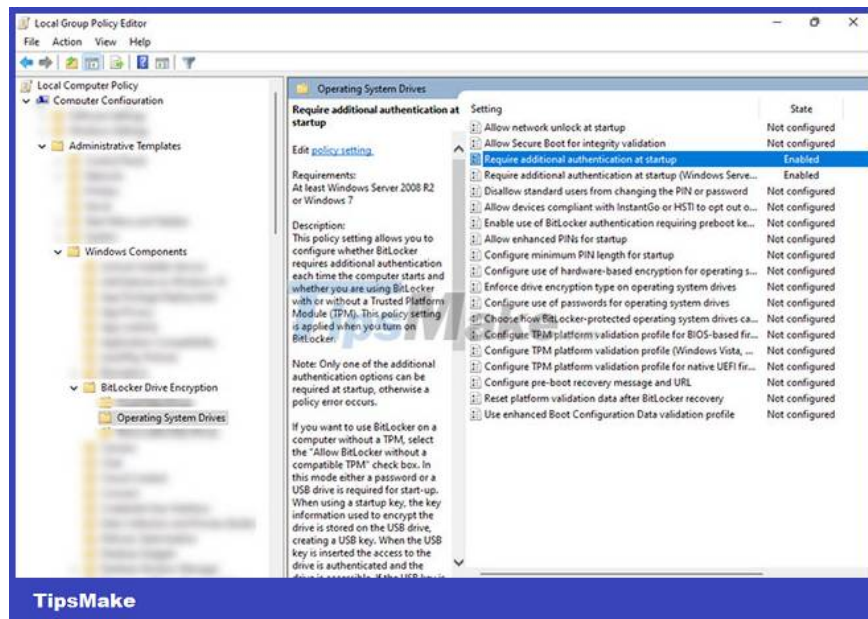 Local Group Policy Editor
File Action View Help
Local Computer Policy
Computer Configuration
Administrative Templates
Windows Components
BitLocker Drive Encryption
Operating System Drives
Operating System Drives
Require additional authentication at
startup
Edit policy setting
Requirements:
At least Windows Server 2008 R2
or Windows 7
Description:
This policy setting allows you to
configure whether BitLocker
requires additional authentication
each time the computer starts and
whether you are using BitLocker
with or without a Trusted Platform
Module (TPM). This policy setting
is applied when you turn on
BitLocker.
Note: Only one of the additional
authentication options can be
required at startup, otherwise a
policy error occurs.
If you want to use BitLocker on a
computer without a TPM, select
the "Allow BitLocker without a
compatible TPM" check box. In
this mode either a password or a
USB drive is required for start-up.
When using a startup key, the key
information used to encrypt the
drive is stored on the USB drive,
creating a USB key. When the USB
key is inserted the access to the
drive is authenticated and the
drive is accessible. If the USB key is
Setting State
Allow network unlock at startup Not configured
Allow Secure Boot for integrity validation Not configured
Require additional authentication at startup Enabled
Require additional authentication at startup (Windows Serve... Enabled
Disallow standard users from changing the PIN or password Not configured
Allow devices compliant with InstantGo or HSTI to opt out o... Not configured
Enable use of BitLocker authentication requiring preboot ke... Not configured
Allow enhanced PINs for startup Not configured
Configure minimum PIN length for startup Not configured
Configure use of hardware-based encryption for operating s... Not configured
Enforce drive encryption type on operating system drives Not configured
Configure use of passwords for operating system drives Not configured
Choose how BitLocker-protected operating system drives ca... Not configured
Configure TPM platform validation profile for BIOS-based fir... Not configured
Configure TPM platform validation profile (Windows Vista, ... Not configured
Configure TPM platform validation profile for native UEFI fir... Not configured
Configure pre-boot recovery message and URL Not configured
Reset platform validation data after BitLocker recovery Not configured
Use enhanced Boot Configuration Data validation profile Not configured
TipsMake
TipsMake